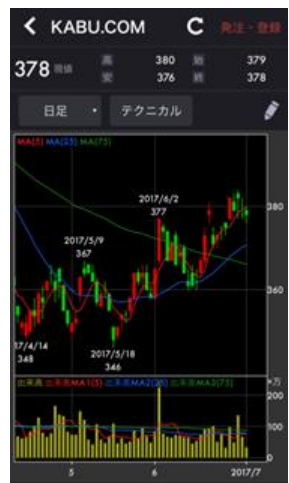 KABU.COM C 発注・登録
378 現値 高 380 始 379
安 376 終 378
日足 テクニカル
MA(5) MA(25) MA(75)
2017/6/2
377
380
2017/5/9
367
360
17/4/14
348
2017/5/18
346
出来高 出来高MA1(5) 出来高MA2(25) 出来高MA2(75)
×万
200
100
0
5 6 2017/7